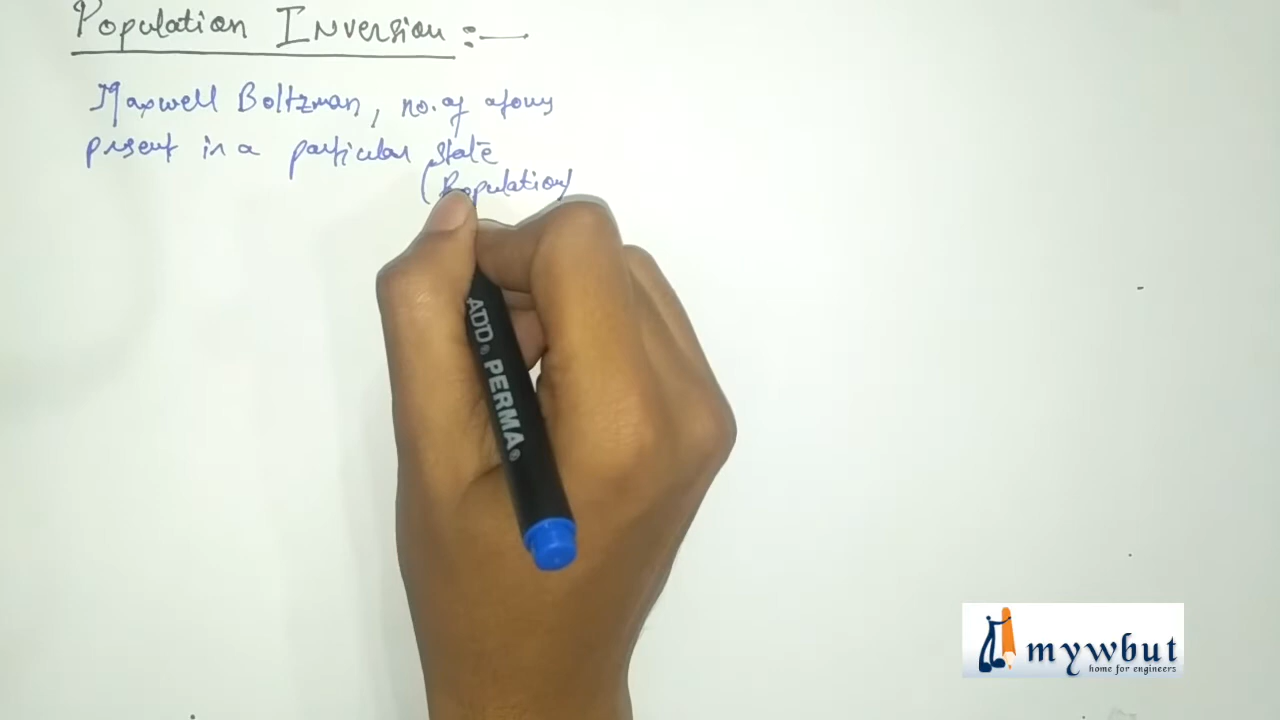 Population Inversion :—
Maxwell Boltzman, no. of atoms
present in a particular state
(Population)
ADD® PERMA®
mywbut
home for engineers